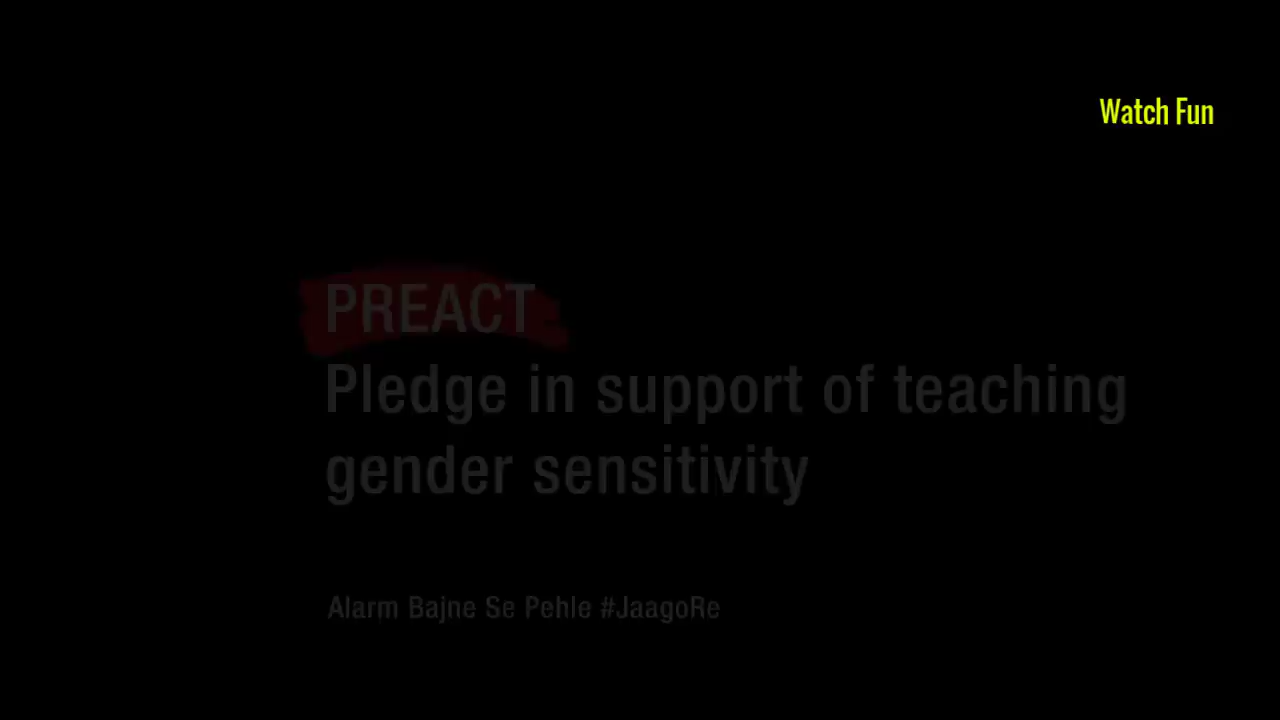 Watch Fun
PREACT
Pledge in support of teaching
gender sensitivity
Alarm Bajne Se Pehle #JaagoRe